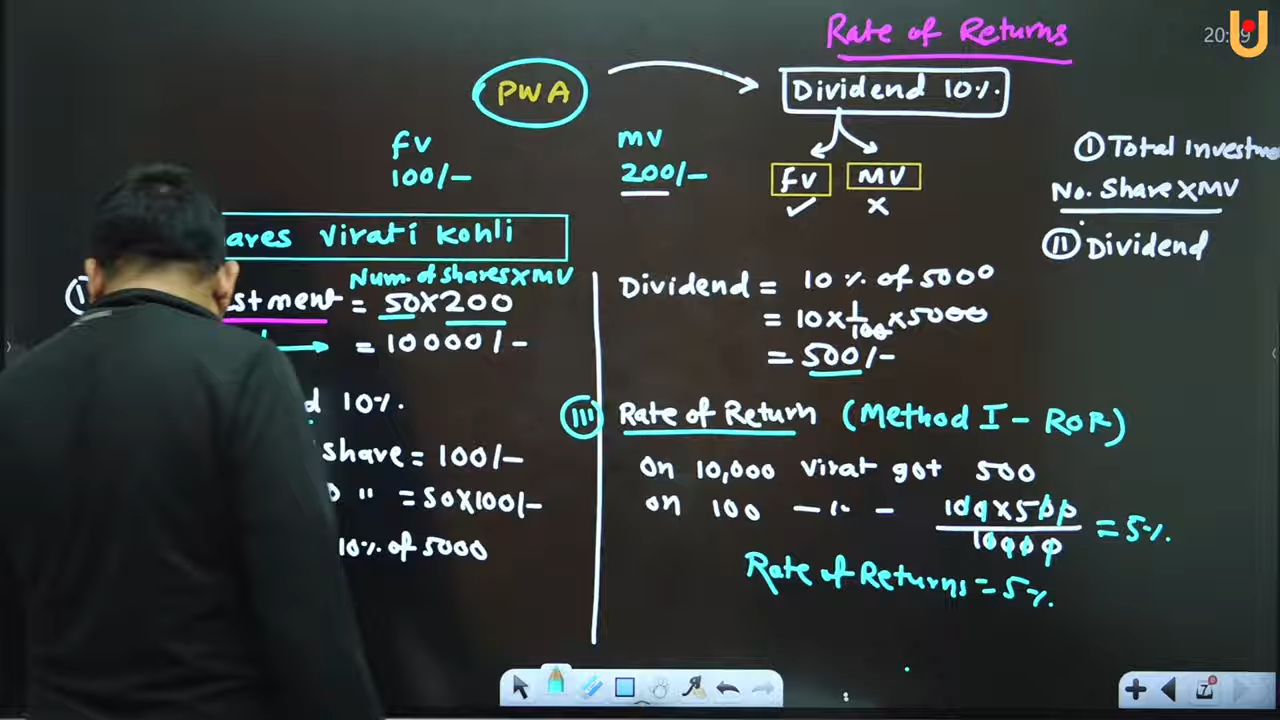 Rate of Returns
20:
PWA
Dividend 10%.
FV
100/-
MV
200/-
FV
MV
① Total Investme
No. Share X MV
② Dividend
ares Virati Kohli
Num. of shares X MV
stment = 50 X 200
= 10000/-
d 10%.
share = 100/-
" = 50 X 100/-
10% of 5000
Dividend = 10 % of 5000
= 10 X 1/100 X 5000
= 500/-
III Rate of Return (Method I - ROR)
On 10,000 virat got 500
on 100 — " — 100 X 500 / 10000 = 5%.
Rate of Returns = 5%.